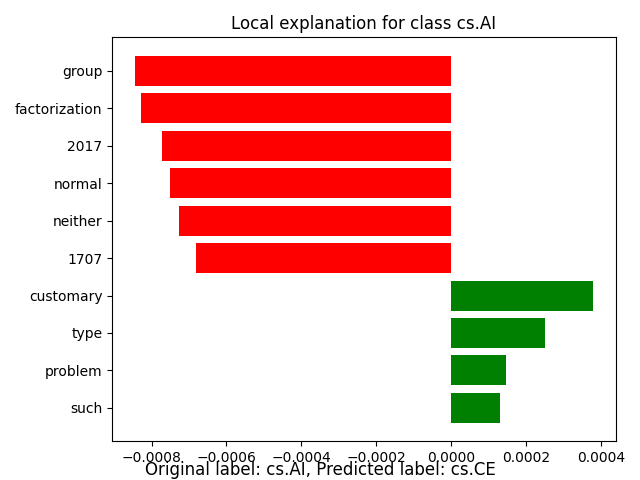 Local explanation for class cs.AI
group
factorization
2017
normal
neither
1707
customary
type
problem
such
−0.0008 −0.0006 −0.0004 −0.0002 0.0000 0.0002 0.0004
Original label: cs.AI, Predicted label: cs.CE